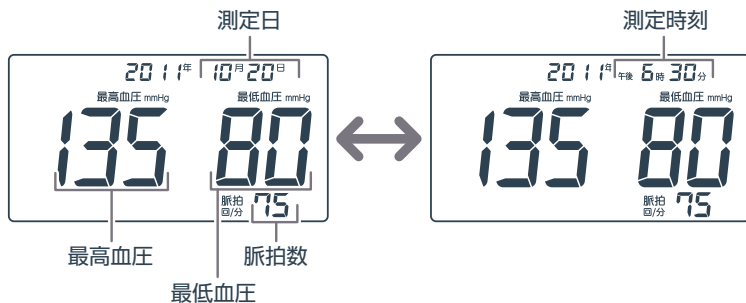 測定日
測定時刻
2011年 10月20日
最高血圧 mmHg 最低血圧 mmHg
135 80
脈拍 回/分 75
2011年 午後 6時30分
最高血圧 mmHg 最低血圧 mmHg
135 80
脈拍 回/分 75
最高血圧
脈拍数
最低血圧